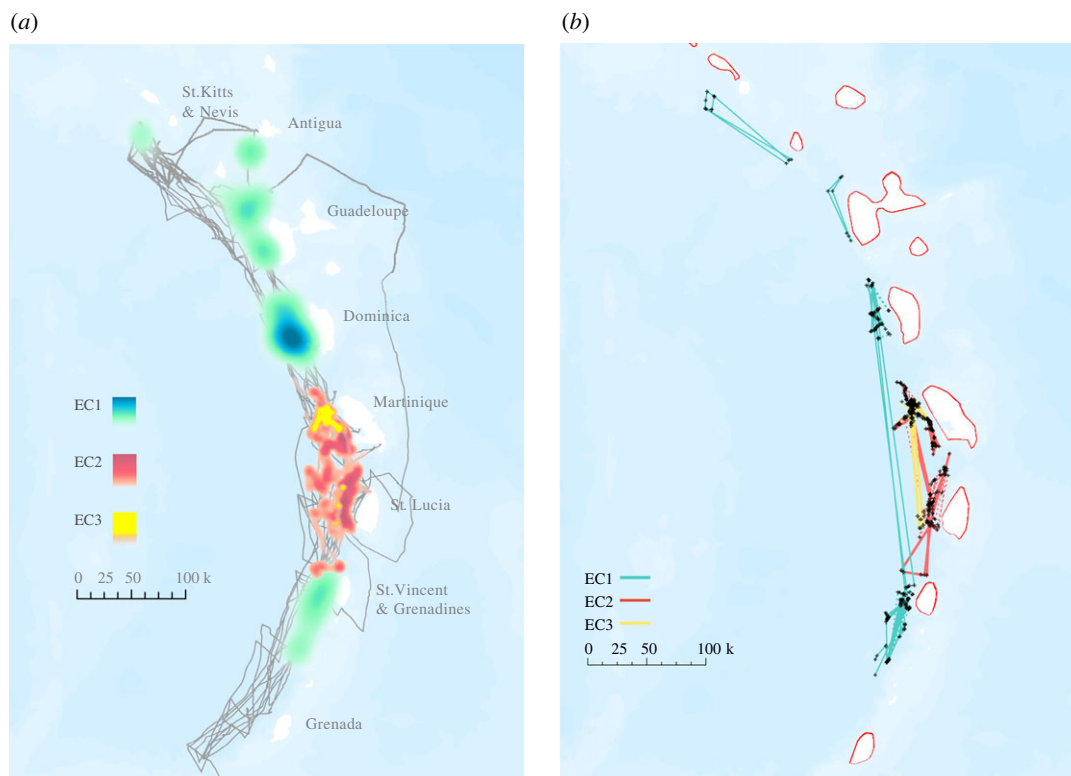 (a)
St.Kitts
& Nevis
Antigua
Guadeloupe
Dominica
Martinique
St. Lucia
St.Vincent
& Grenadines
Grenada
EC1
EC2
EC3
0 25 50 100 k
(b)
EC1
EC2
EC3
0 25 50 100 k